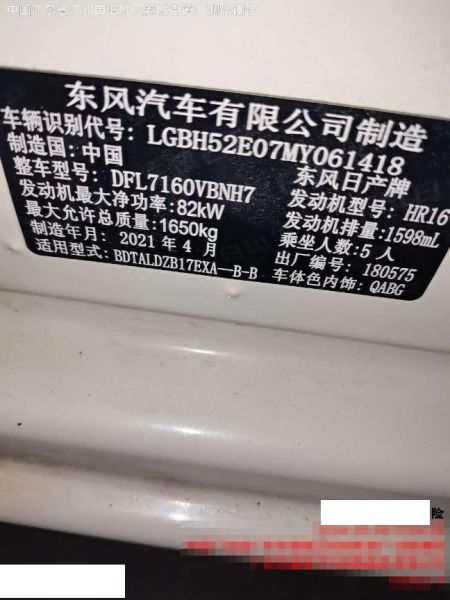 东风汽车有限公司制造
车辆识别代号: LGBH52E07MY061418
制造国: 中国 东风日产牌
整车型号: DFL7160VBNH7 发动机型号: HR16
发动机最大净功率: 82kW 发动机排量: 1598mL
最大允许总质量: 1650kg 乘坐人数: 5 人
制造年月: 2021 年 4 月 出厂编号: 180575
适用型式: BDTALDZB17EXA—B-B 车体色内饰: QABG
险